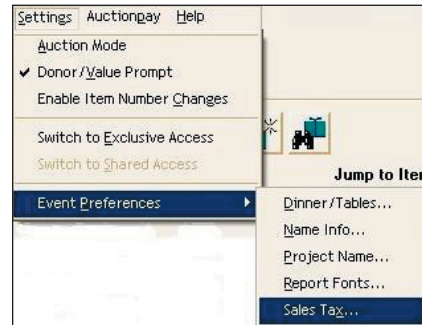 Settings Auctionpay Help
Auction Mode
Donor/Value Prompt
Enable Item Number Changes
Switch to Exclusive Access
Switch to Shared Access
Jump to Iter
Event Preferences
Dinner/Tables...
Name Info...
Project Name...
Report Fonts...
Sales Tax...